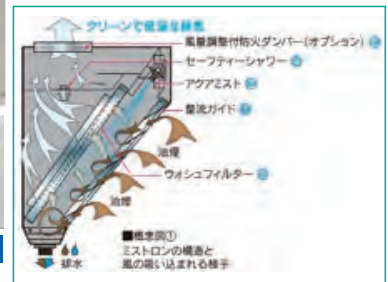 クリーンで低温な排気
風量調整付防火ダンパー(オプション)
セーフティーシャワー
アクアミスト
整流ガイド
油煙
ウォシュフィルター
油煙
■概念図①
ミストロンの構造と
風の吸い込まれる様子
排水